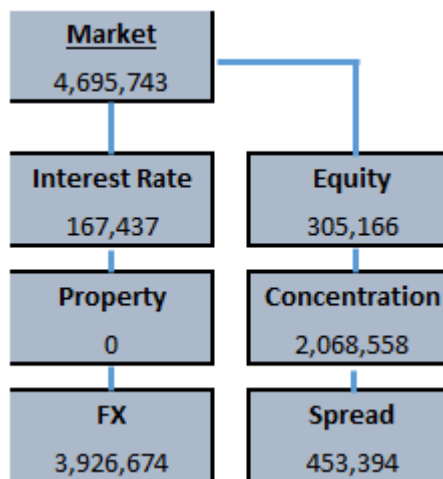 Market
4,695,743
Interest Rate
167,437
Equity
305,166
Property
0
Concentration
2,068,558
FX
3,926,674
Spread
453,394